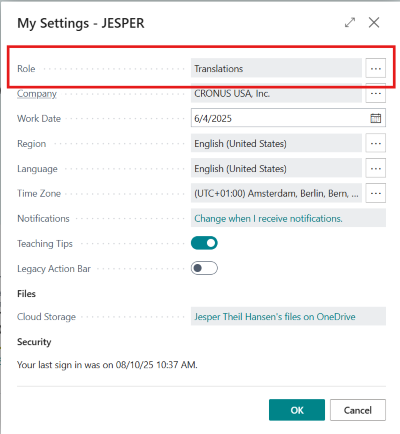 My Settings - JESPER
Role Translations
Company CRONUS USA, Inc.
Work Date 6/4/2025
Region English (United States)
Language English (United States)
Time Zone (UTC+01:00) Amsterdam, Berlin, Bern, ...
Notifications Change when I receive notifications.
Teaching Tips
Legacy Action Bar
Files
Cloud Storage Jesper Theil Hansen's files on OneDrive
Security
Your last sign in was on 08/10/25 10:37 AM.
OK Cancel